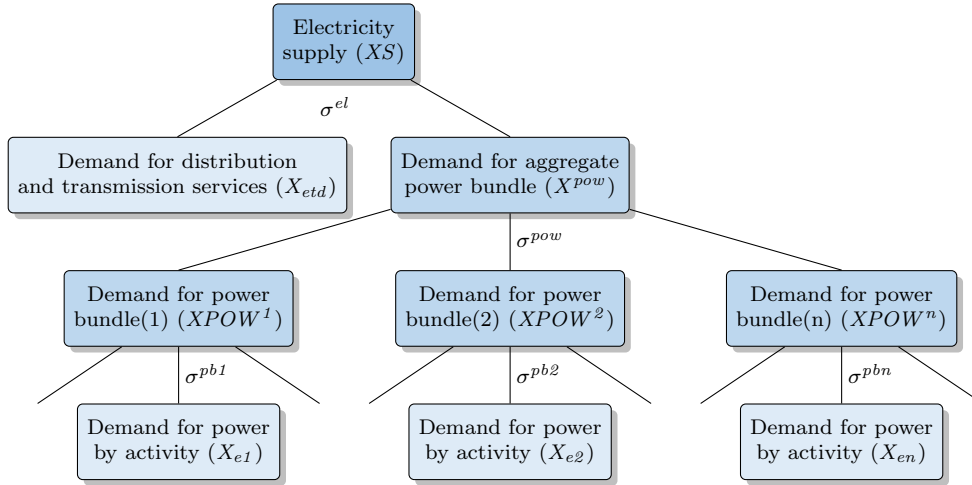 Electricity
supply (XS)
σ^el
Demand for distribution
and transmission services (X_etd)
Demand for aggregate
power bundle (X^pow)
σ^pow
Demand for power
bundle(1) (XPOW^1)
Demand for power
bundle(2) (XPOW^2)
Demand for power
bundle(n) (XPOW^n)
σ^pb1
σ^pb2
σ^pbn
Demand for power
by activity (X_e1)
Demand for power
by activity (X_e2)
Demand for power
by activity (X_en)